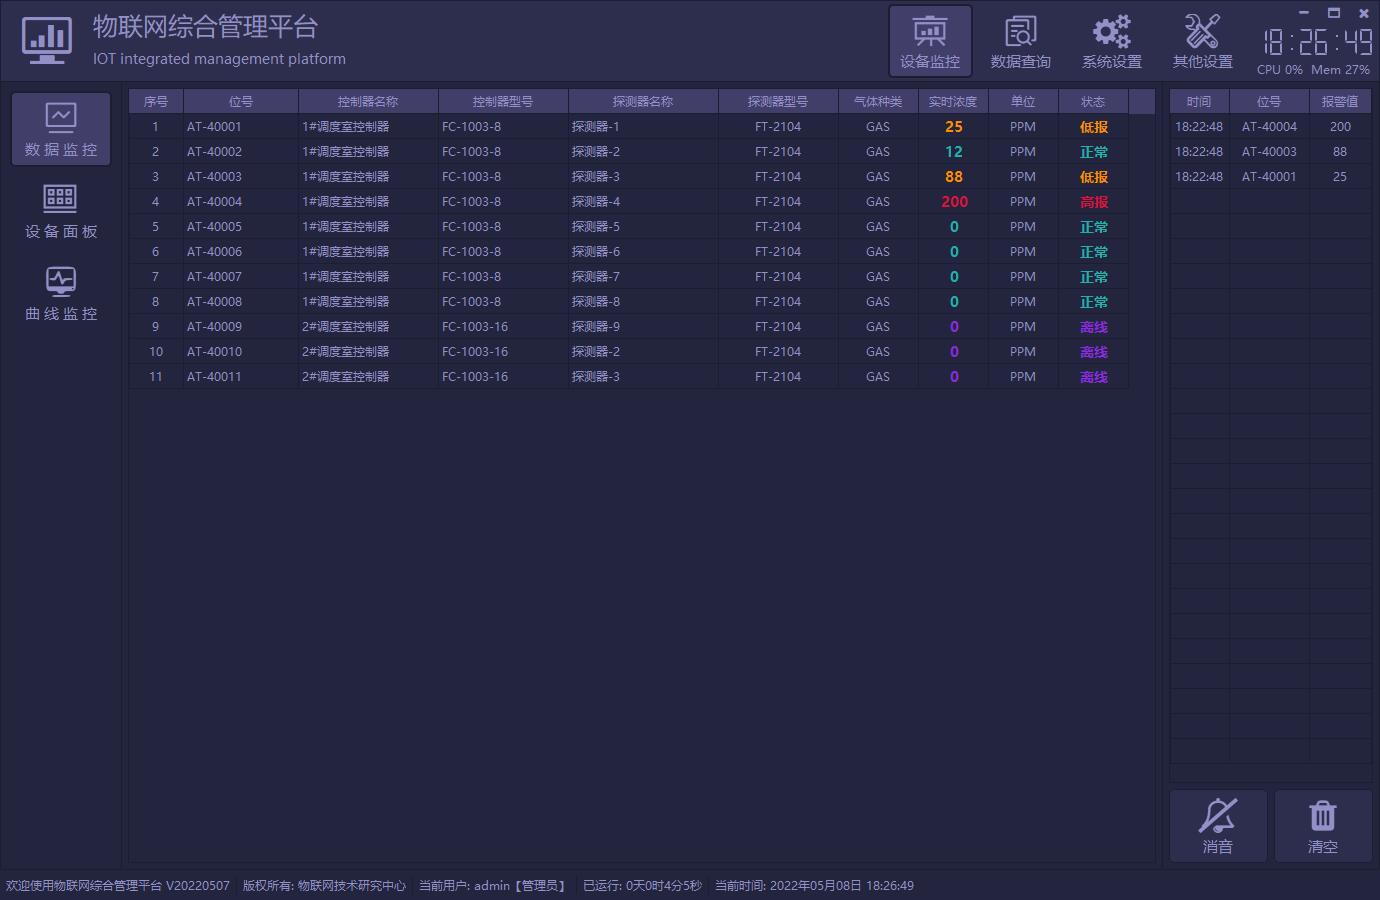 物联网综合管理平台
IOT integrated management platform
设备监控 数据查询 系统设置 其他设置
18:26:49
CPU 0% Mem 27%
数据监控
设备面板
曲线监控
序号 位号 控制器名称 控制器型号 探测器名称 探测器型号 气体种类 实时浓度 单位 状态
1 AT-40001 1#调度室控制器 FC-1003-8 探测器-1 FT-2104 GAS 25 PPM 低报
2 AT-40002 1#调度室控制器 FC-1003-8 探测器-2 FT-2104 GAS 12 PPM 正常
3 AT-40003 1#调度室控制器 FC-1003-8 探测器-3 FT-2104 GAS 88 PPM 低报
4 AT-40004 1#调度室控制器 FC-1003-8 探测器-4 FT-2104 GAS 200 PPM 高报
5 AT-40005 1#调度室控制器 FC-1003-8 探测器-5 FT-2104 GAS 0 PPM 正常
6 AT-40006 1#调度室控制器 FC-1003-8 探测器-6 FT-2104 GAS 0 PPM 正常
7 AT-40007 1#调度室控制器 FC-1003-8 探测器-7 FT-2104 GAS 0 PPM 正常
8 AT-40008 1#调度室控制器 FC-1003-8 探测器-8 FT-2104 GAS 0 PPM 正常
9 AT-40009 2#调度室控制器 FC-1003-16 探测器-9 FT-2104 GAS 0 PPM 离线
10 AT-40010 2#调度室控制器 FC-1003-16 探测器-2 FT-2104 GAS 0 PPM 离线
11 AT-40011 2#调度室控制器 FC-1003-16 探测器-3 FT-2104 GAS 0 PPM 离线
时间 位号 报警值
18:22:48 AT-40004 200
18:22:48 AT-40003 88
18:22:48 AT-40001 25
消音 清空
欢迎使用物联网综合管理平台 V20220507 版权所有: 物联网技术研究中心 当前用户: admin【管理员】 已运行: 0天0时4分5秒 当前时间: 2022年05月08日 18:26:49